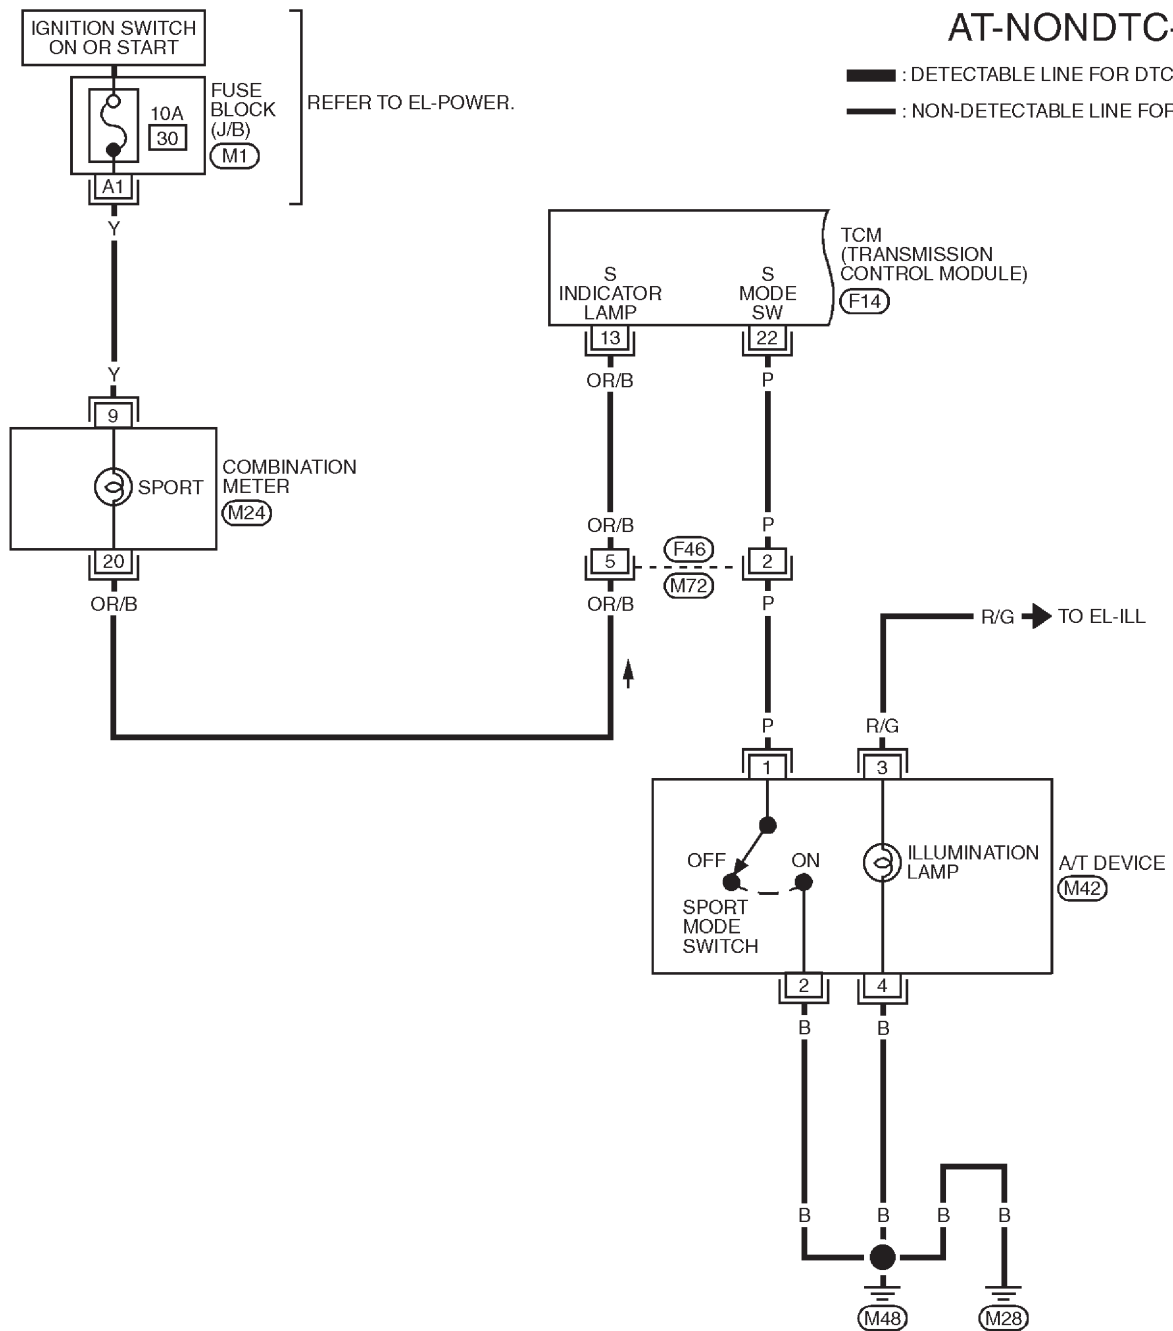 AT-NONDTC-
IGNITION SWITCH
ON OR START
: DETECTABLE LINE FOR DTC
: NON-DETECTABLE LINE FOR
10A
30
FUSE
BLOCK
(J/B)
M1
REFER TO EL-POWER.
A1
Y
Y
9
SPORT
COMBINATION
METER
M24
20
OR/B
S
INDICATOR
LAMP
S
MODE
SW
TCM
(TRANSMISSION
CONTROL MODULE)
F14
13
22
OR/B
P
OR/B
P
5
F46
M72
2
OR/B
P
R/G
TO EL-ILL
P
R/G
1
3
OFF
ON
SPORT
MODE
SWITCH
ILLUMINATION
LAMP
A/T DEVICE
M42
2
4
B
B
B
B
B
B
M48
M28